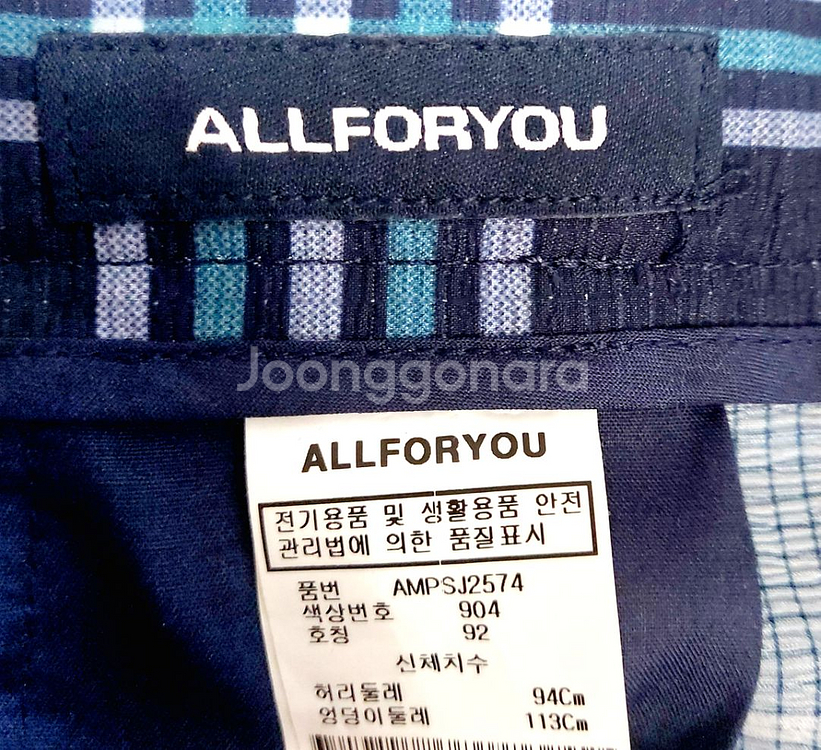 ALLFORYOU
Joonggonara
ALLFORYOU
전기용품 및 생활용품 안전
관리법에 의한 품질표시
품번 AMPSJ2574
색상번호 904
호칭 92
신체치수
허리둘레 94Cm
엉덩이둘레 113Cm